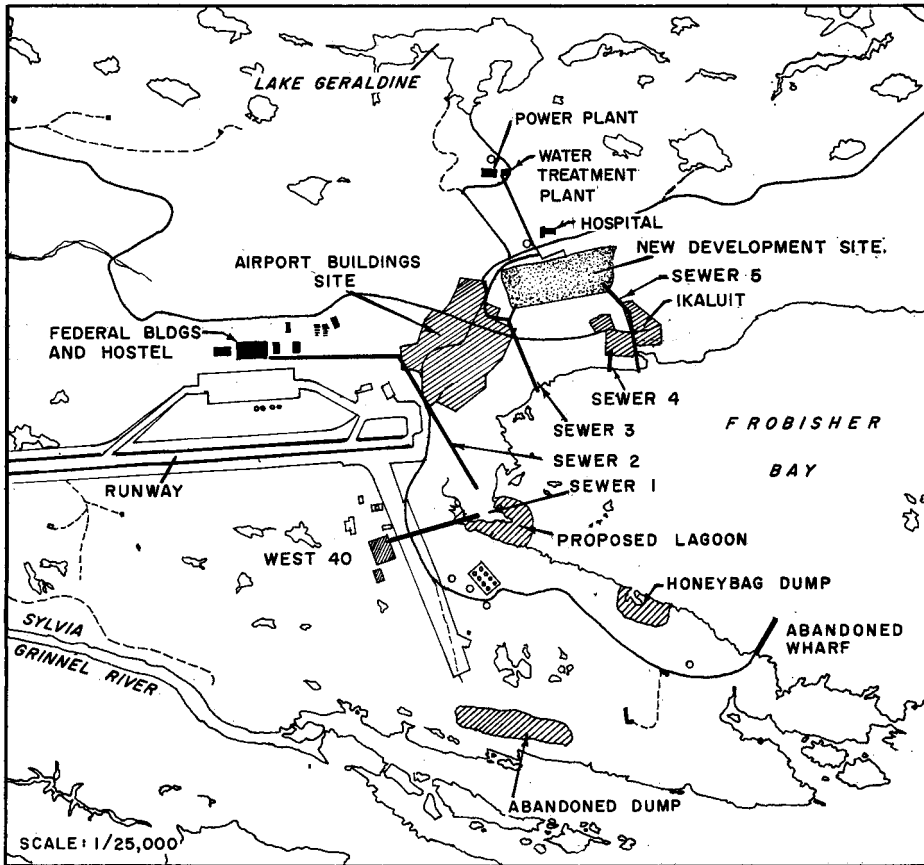 LAKE GERALDINE
POWER PLANT
WATER
TREATMENT
PLANT
HOSPITAL
NEW DEVELOPMENT SITE.
AIRPORT BUILDINGS
SITE
SEWER 5
IKALUIT
FEDERAL BLDGS
AND HOSTEL
SEWER 4
SEWER 3
FROBISHER
BAY
SEWER 2
RUNWAY
SEWER 1
WEST 40
PROPOSED LAGOON
HONEYBAG DUMP
SYLVIA
GRINNEL RIVER
ABANDONED
WHARF
ABANDONED DUMP
SCALE: 1/25,000